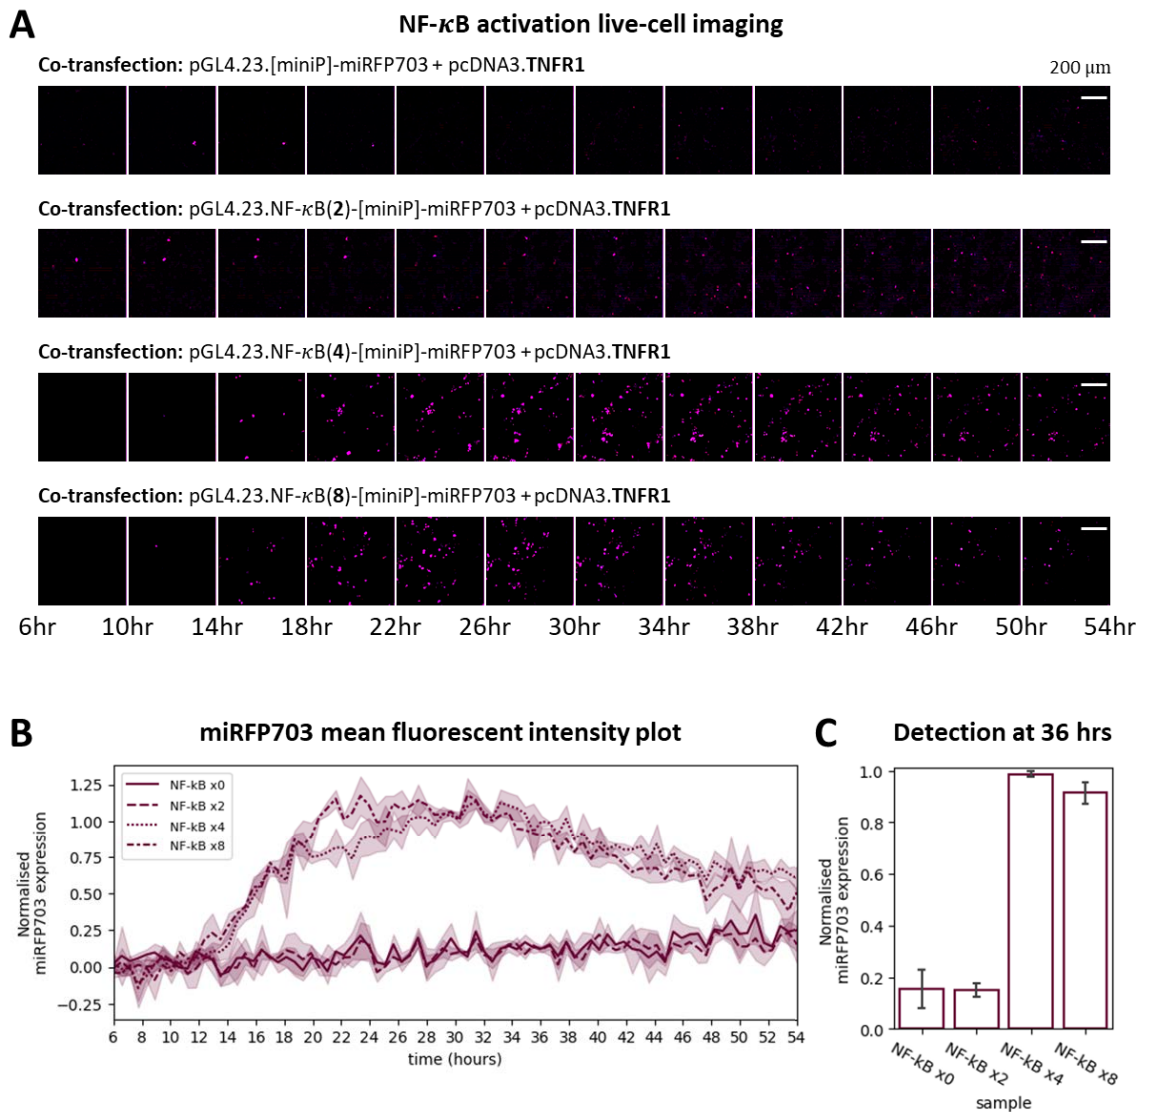 A
NF-κB activation live-cell imaging
Co-transfection: pGL4.23.[miniP]-miRFP703 + pcDNA3.TNFR1
200 μm
Co-transfection: pGL4.23.NF-κB(2)-[miniP]-miRFP703 + pcDNA3.TNFR1
Co-transfection: pGL4.23.NF-κB(4)-[miniP]-miRFP703 + pcDNA3.TNFR1
Co-transfection: pGL4.23.NF-κB(8)-[miniP]-miRFP703 + pcDNA3.TNFR1
6hr 10hr 14hr 18hr 22hr 26hr 30hr 34hr 38hr 42hr 46hr 50hr 54hr
B
miRFP703 mean fluorescent intensity plot
Normalised
miRFP703 expression
1.25
1.00
0.75
0.50
0.25
0.00
−0.25
NF-kB x0
NF-kB x2
NF-kB x4
NF-kB x8
6 8 10 12 14 16 18 20 22 24 26 28 30 32 34 36 38 40 42 44 46 48 50 52 54
time (hours)
C
Detection at 36 hrs
Normalised
miRFP703 expression
1.0
0.8
0.6
0.4
0.2
0.0
NF-kB x0
NF-kB x2
NF-kB x4
NF-kB x8
sample